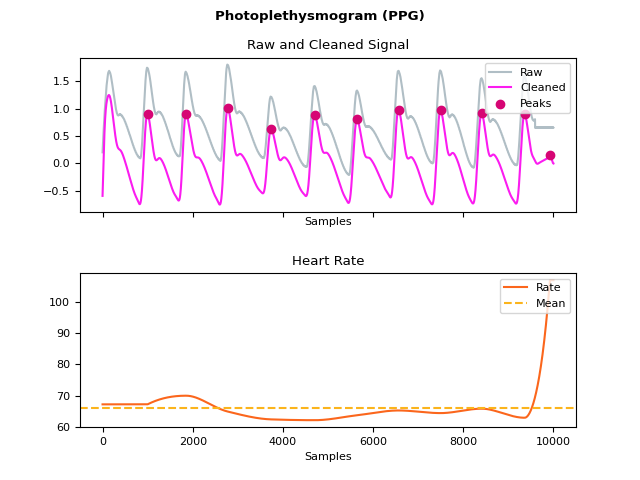 Photoplethysmogram (PPG)
Raw and Cleaned Signal
Raw
Cleaned
Peaks
1.5
1.0
0.5
0.0
−0.5
Samples
Heart Rate
Rate
Mean
100
90
80
70
60
0 2000 4000 6000 8000 10000
Samples